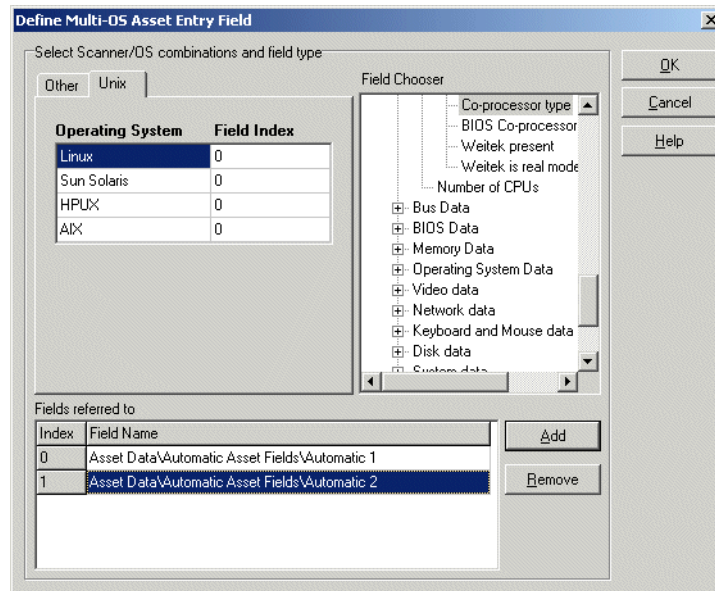 Define Multi-OS Asset Entry Field
Select Scanner/OS combinations and field type
Other Unix
Operating System Field Index
Linux 0
Sun Solaris 0
HPUX 0
AIX 0
Field Chooser
Co-processor type
BIOS Co-processor
Weitek present
Weitek is real mode
Number of CPUs
Bus Data
BIOS Data
Memory Data
Operating System Data
Video data
Network data
Keyboard and Mouse data
Disk data
System data
OK
Cancel
Help
Fields referred to
Index Field Name
0 Asset Data\Automatic Asset Fields\Automatic 1
1 Asset Data\Automatic Asset Fields\Automatic 2
Add
Remove